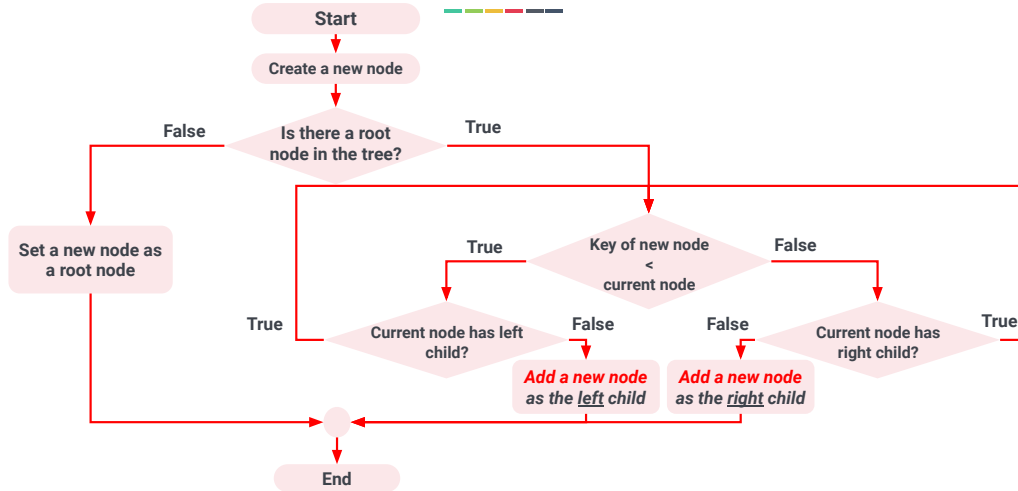 Start
Create a new node
False
True
Is there a root
node in the tree?
Set a new node as
a root node
True
Key of new node
<
current node
False
True
Current node has left
child?
False
False
Current node has
right child?
True
Add a new node
as the left child
Add a new node
as the right child
End